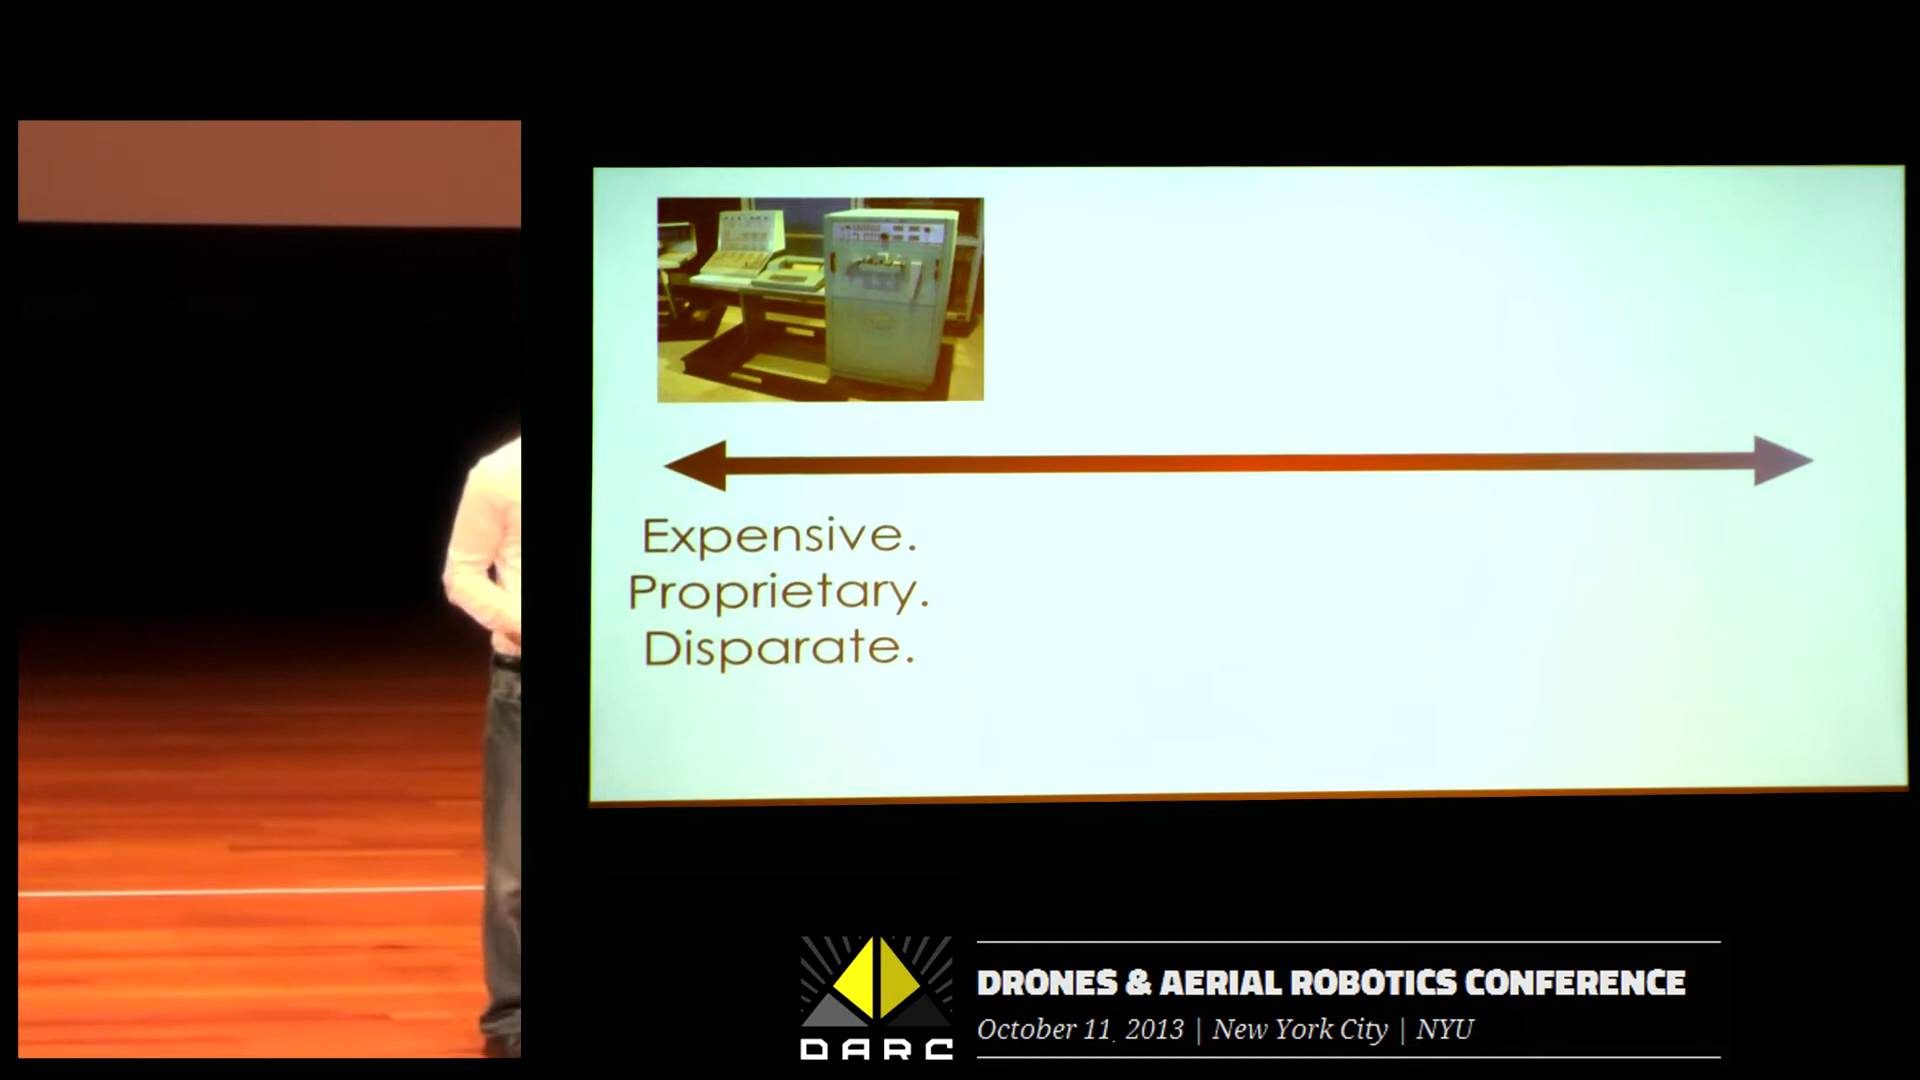 Expensive.
Proprietary.
Disparate.
DARC
DRONES & AERIAL ROBOTICS CONFERENCE
October 11, 2013 | New York City | NYU